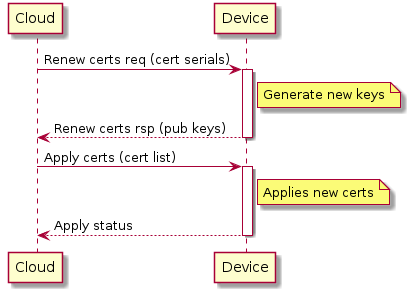 Cloud
Device
Renew certs req (cert serials)
Generate new keys
Renew certs rsp (pub keys)
Apply certs (cert list)
Applies new certs
Apply status
Cloud
Device